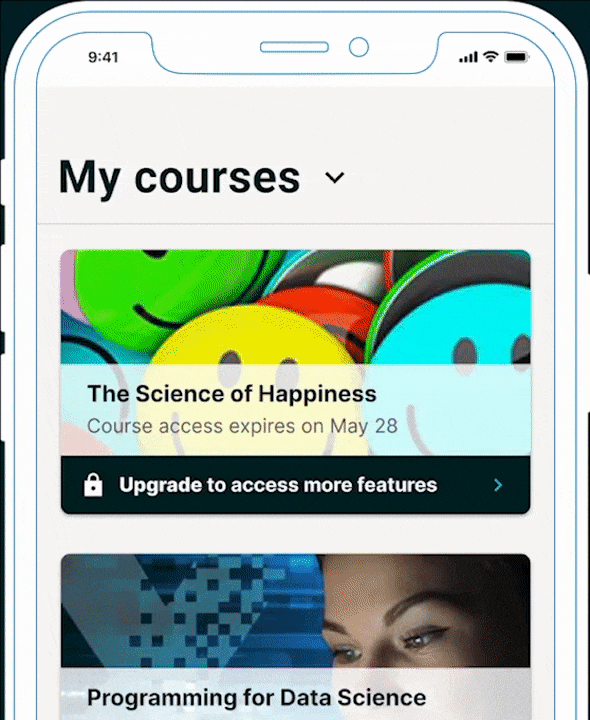 9:41
My courses
The Science of Happiness
Course access expires on May 28
Upgrade to access more features
Programming for Data Science